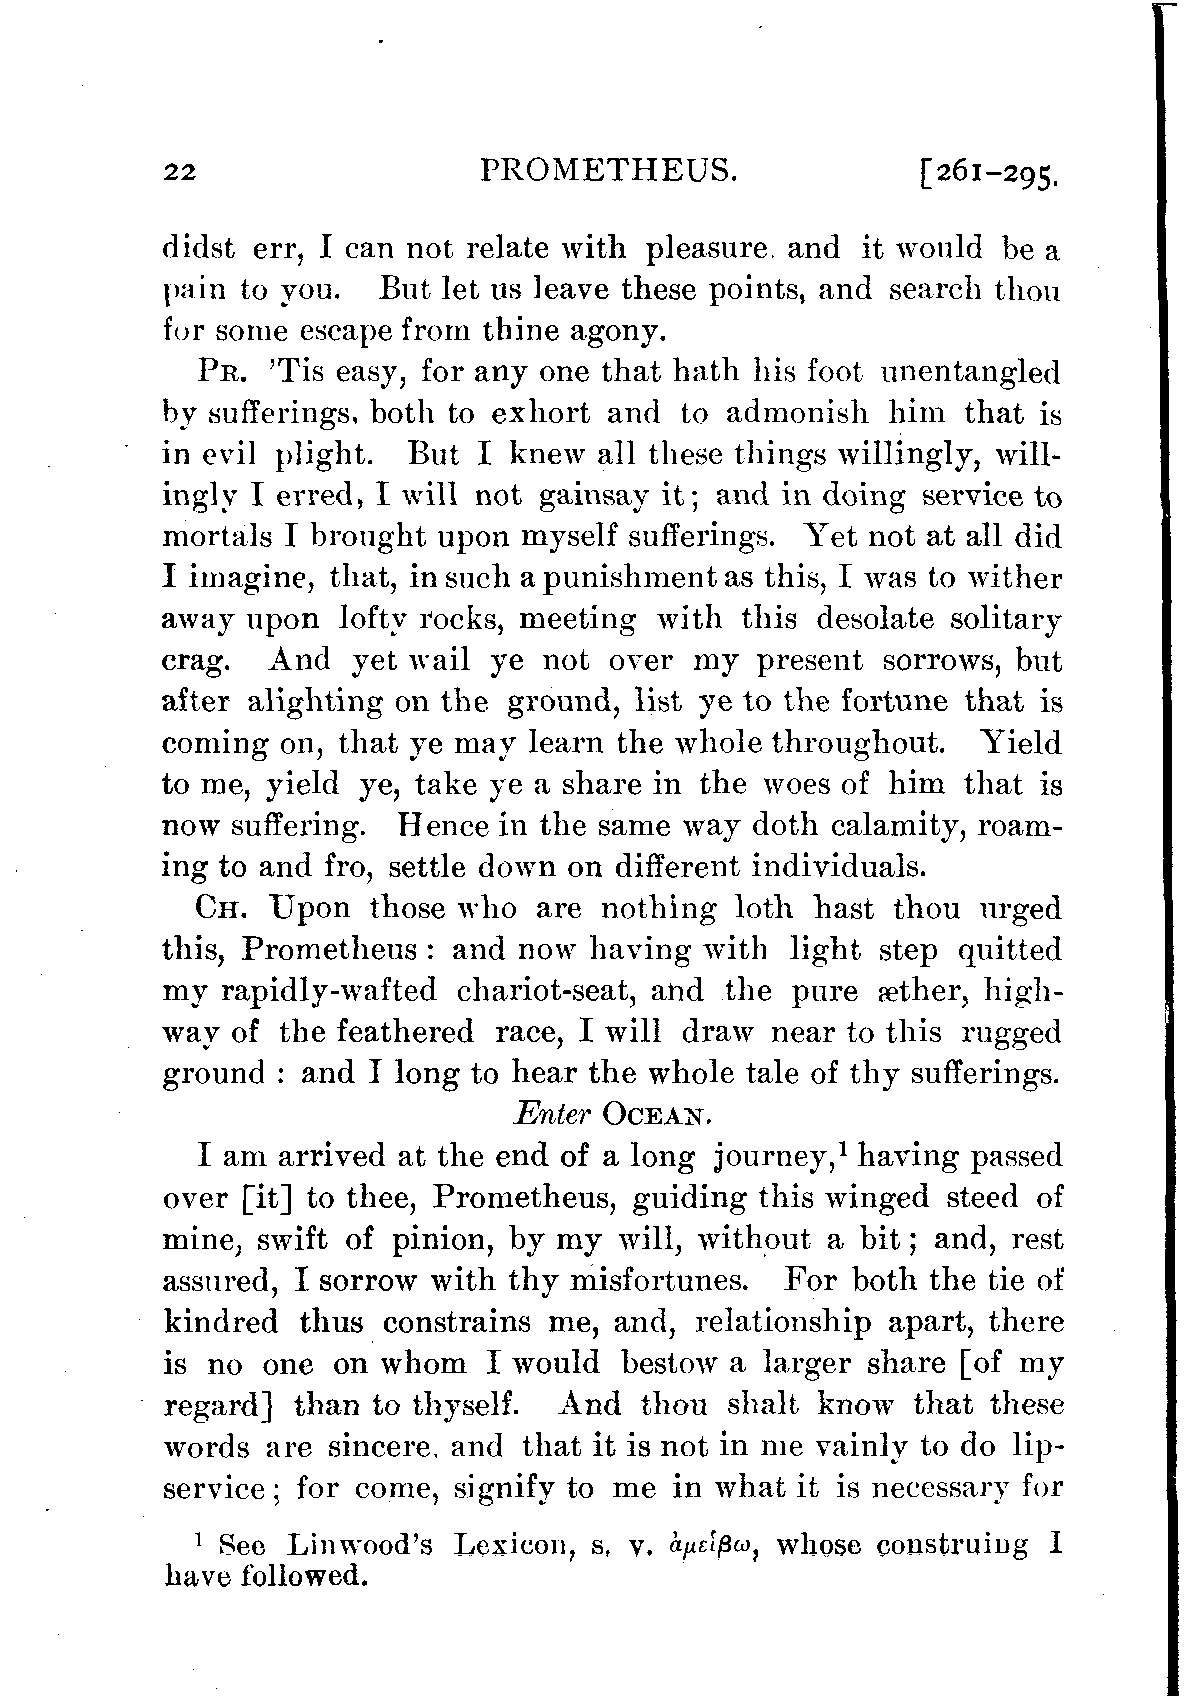 22 PROMETHEUS. [261–295.
didst err, I can not relate with pleasure. and it would be a
pain to you. But let us leave these points, and search thou
for some escape from thine agony.
PR. 'Tis easy, for any one that hath his foot unentangled
by sufferings, both to exhort and to admonish him that is
in evil plight. But I knew all these things willingly, will-
ingly I erred, I will not gainsay it; and in doing service to
mortals I brought upon myself sufferings. Yet not at all did
I imagine, that, in such a punishment as this, I was to wither
away upon lofty rocks, meeting with this desolate solitary
crag. And yet wail ye not over my present sorrows, but
after alighting on the ground, list ye to the fortune that is
coming on, that ye may learn the whole throughout. Yield
to me, yield ye, take ye a share in the woes of him that is
now suffering. Hence in the same way doth calamity, roam-
ing to and fro, settle down on different individuals.
CH. Upon those who are nothing loth hast thou urged
this, Prometheus : and now having with light step quitted
my rapidly-wafted chariot-seat, and the pure æther, high-
way of the feathered race, I will draw near to this rugged
ground : and I long to hear the whole tale of thy sufferings.
Enter OCEAN.
I am arrived at the end of a long journey,¹ having passed
over [it] to thee, Prometheus, guiding this winged steed of
mine, swift of pinion, by my will, without a bit ; and, rest
assured, I sorrow with thy misfortunes. For both the tie of
kindred thus constrains me, and, relationship apart, there
is no one on whom I would bestow a larger share [of my
regard] than to thyself. And thou shalt know that these
words are sincere, and that it is not in me vainly to do lip-
service ; for come, signify to me in what it is necessary for
¹ See Linwood's Lexicon, s. v. ἀμείβω, whose construing I
have followed.